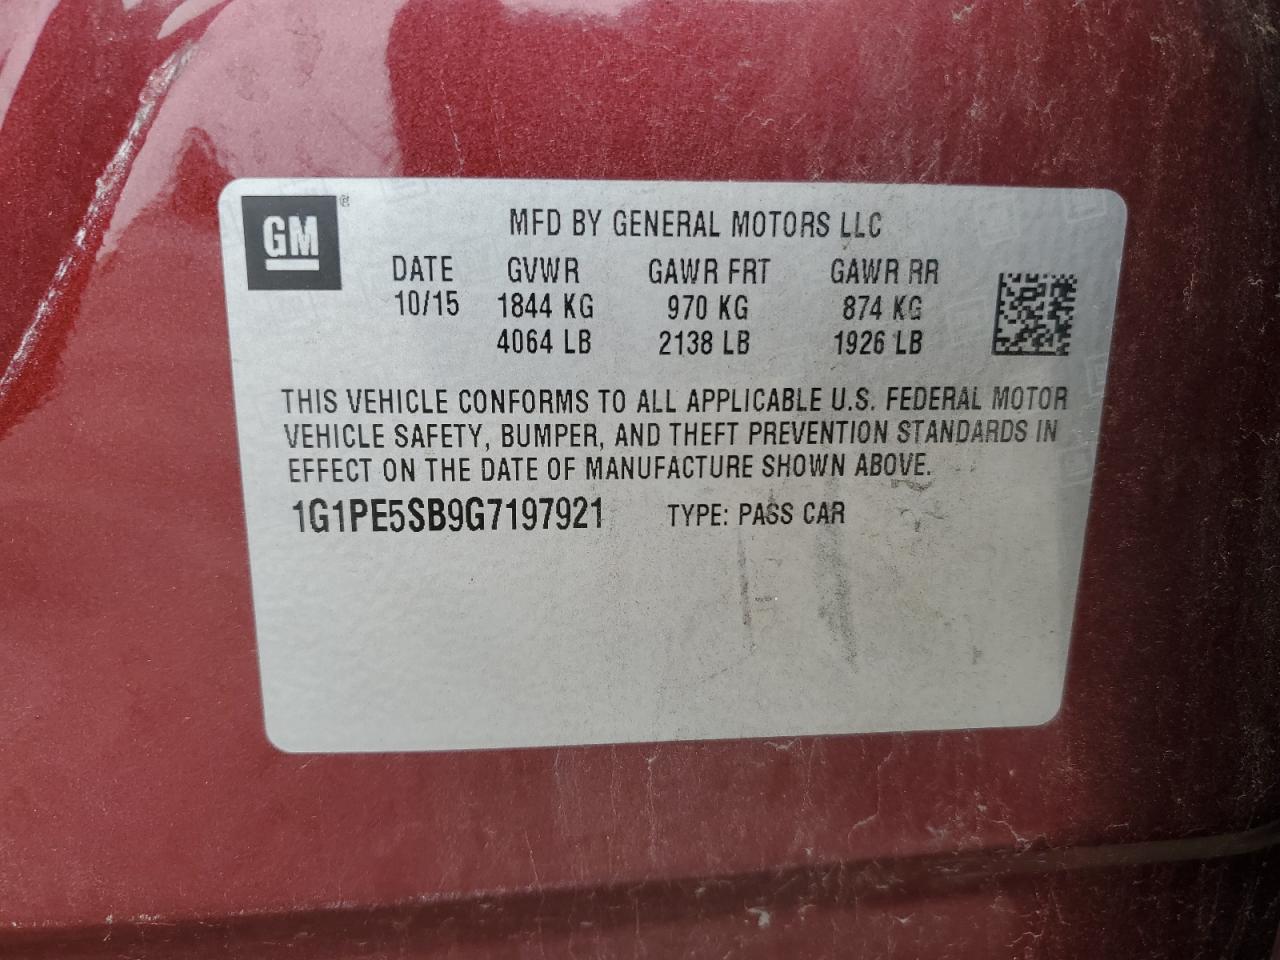 GM ®
MFD BY GENERAL MOTORS LLC
DATE GVWR GAWR FRT GAWR RR
10/15 1844 KG 970 KG 874 KG
4064 LB 2138 LB 1926 LB
THIS VEHICLE CONFORMS TO ALL APPLICABLE U.S. FEDERAL MOTOR
VEHICLE SAFETY, BUMPER, AND THEFT PREVENTION STANDARDS IN
EFFECT ON THE DATE OF MANUFACTURE SHOWN ABOVE.
1G1PE5SB9G7197921 TYPE: PASS CAR